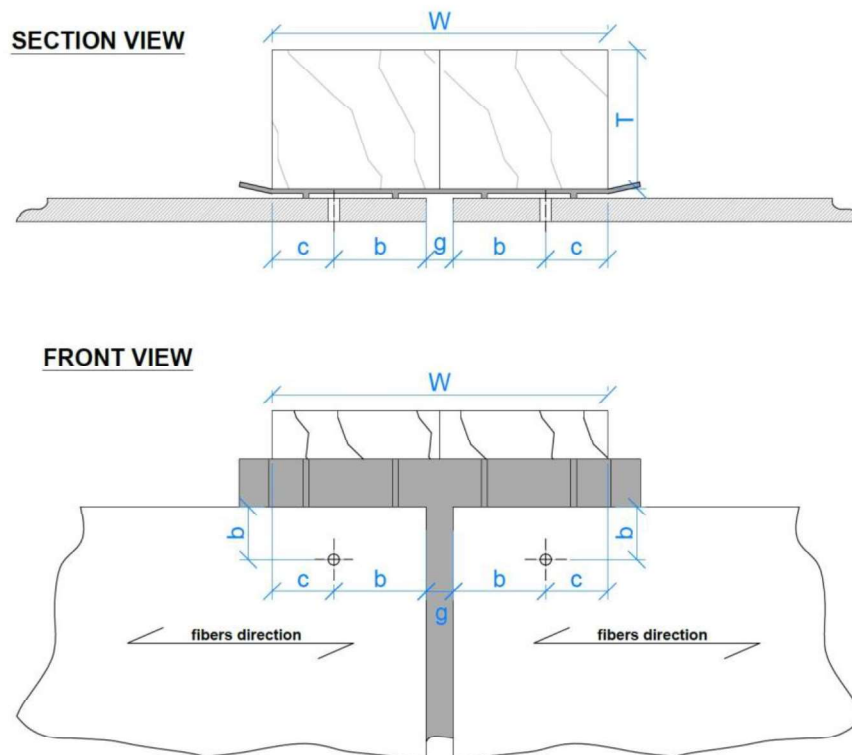 W
SECTION VIEW
T
c b g b c
FRONT VIEW
W
b b
c b b c
g
fibers direction fibers direction